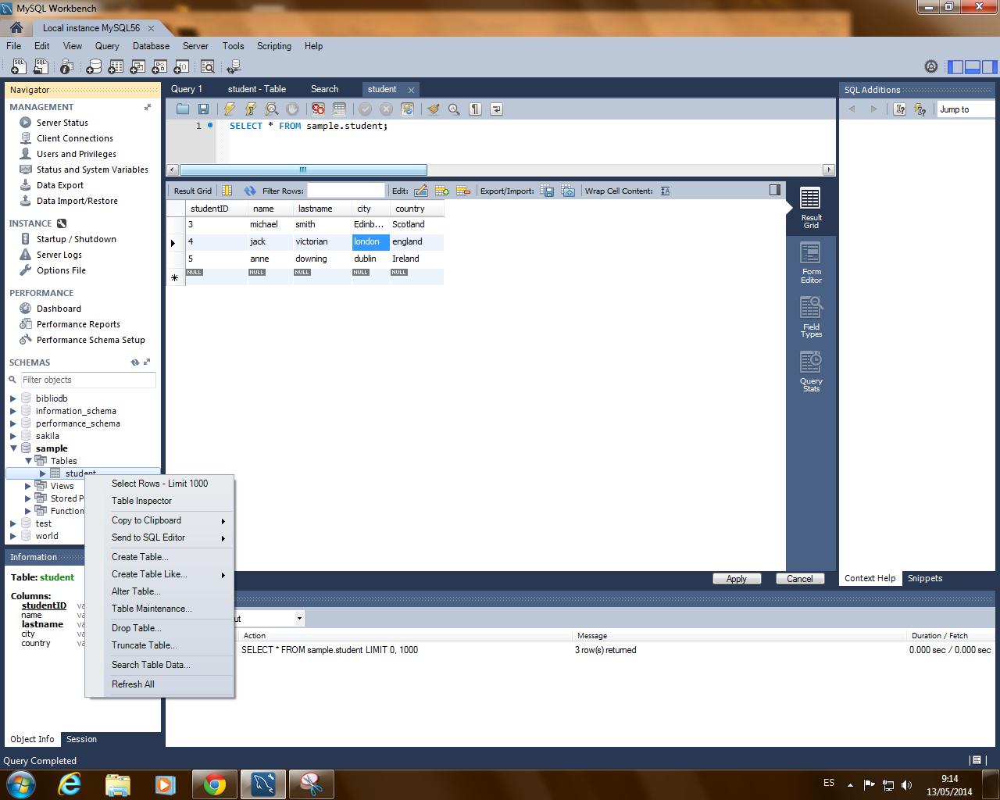 MySQL Workbench
Local instance MySQL56
File Edit View Query Database Server Tools Scripting Help
Navigator
MANAGEMENT
Server Status
Client Connections
Users and Privileges
Status and System Variables
Data Export
Data Import/Restore
INSTANCE
Startup / Shutdown
Server Logs
Options File
PERFORMANCE
Dashboard
Performance Reports
Performance Schema Setup
SCHEMAS
Filter objects
bibliodb
information_schema
performance_schema
sakila
sample
Tables
student
Views
Stored P
Function
test
world
Query 1 student - Table Search student
1 SELECT * FROM sample.student;
Result Grid Filter Rows: Edit: Export/Import: Wrap Cell Content:
studentID name lastname city country
3 michael smith Edinb... Scotland
4 jack victorian london england
5 anne downing dublin Ireland
NULL NULL NULL NULL NULL
Result
Grid
Form
Editor
Field
Types
Query
Stats
SQL Additions
Jump to
Select Rows - Limit 1000
Table Inspector
Copy to Clipboard
Send to SQL Editor
Create Table...
Create Table Like...
Alter Table...
Table Maintenance...
Drop Table...
Truncate Table...
Search Table Data...
Refresh All
Information
Table: student
Columns:
studentID va
name va
lastname va
city va
country va
Object Info Session
Apply Cancel
Context Help Snippets
ut
Action Message Duration / Fetch
SELECT * FROM sample.student LIMIT 0, 1000 3 row(s) returned 0.000 sec / 0.000 sec
Query Completed
ES
9:14
13/05/2014